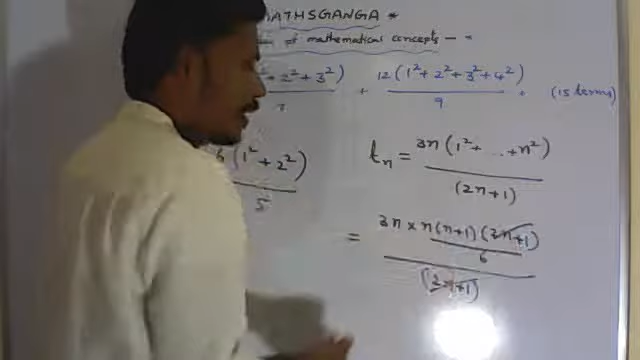 MATHSGANGA *
of mathematical concepts —
+ 2² + 3²) / 7 + 12(1² + 2² + 3² + 4²) / 9 + (15 terms)
6(1² + 2²) / 5
tn = 3n(1² + ... + n²) / (2n+1)
= 3n × n(n+1)(2n+1) / 6 / (2n+1)